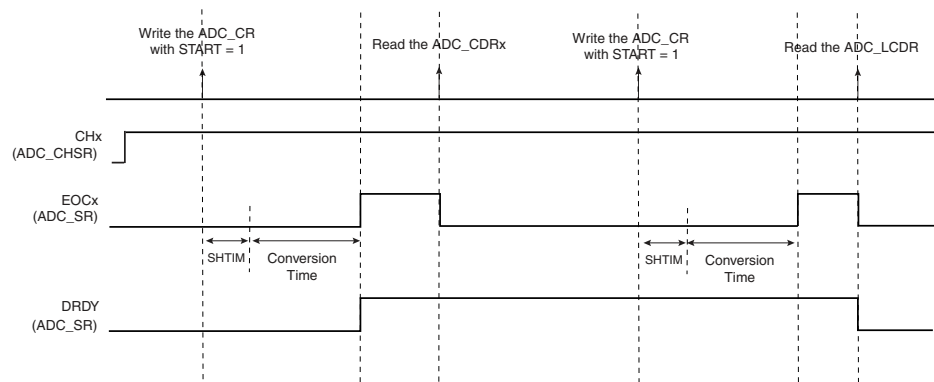 Write the ADC_CR
with START = 1
Read the ADC_CDRx
Write the ADC_CR
with START = 1
Read the ADC_LCDR
CHx
(ADC_CHSR)
EOCx
(ADC_SR)
SHTIM
Conversion
Time
SHTIM
Conversion
Time
DRDY
(ADC_SR)